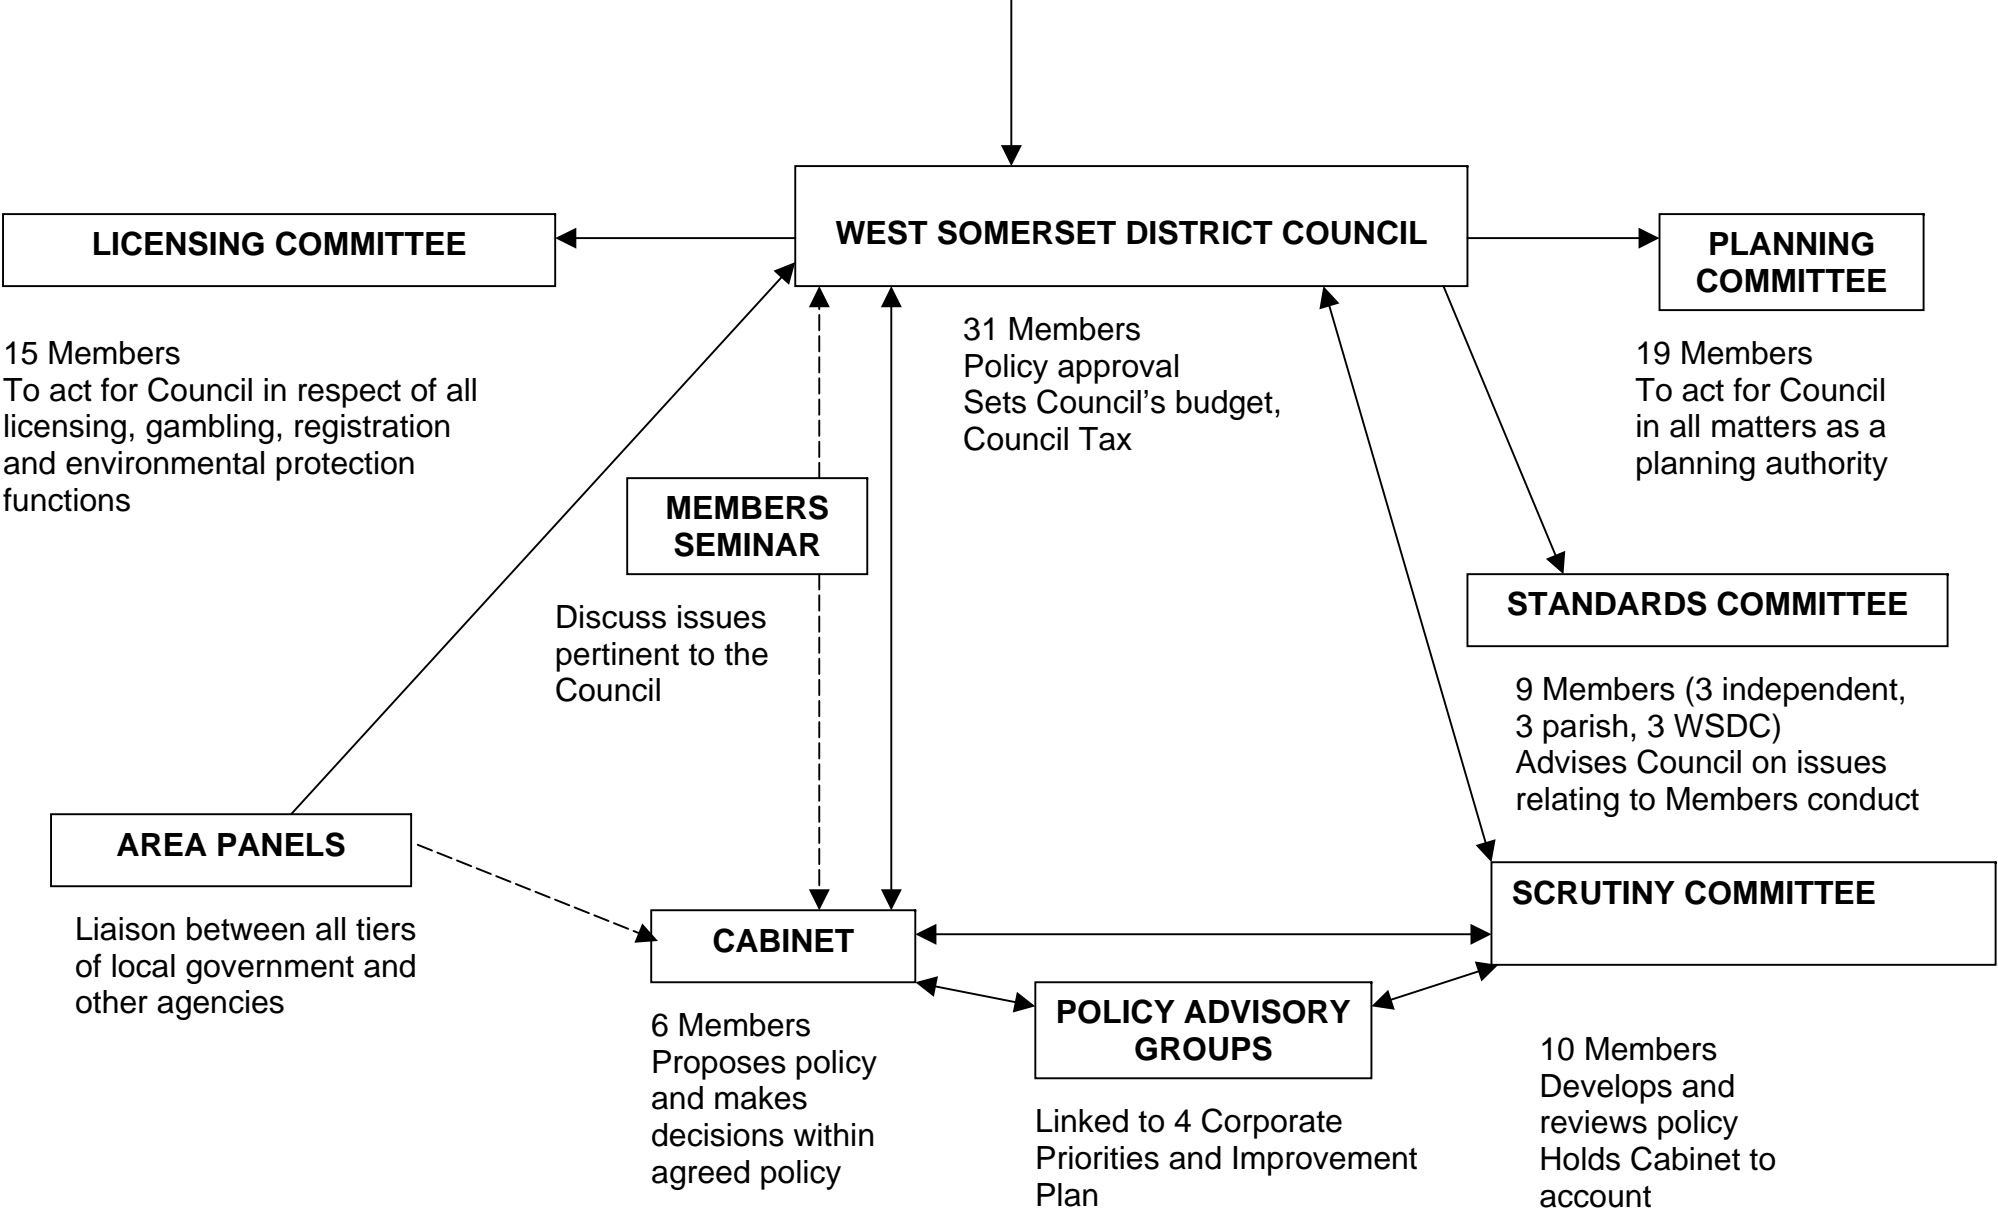 WEST SOMERSET DISTRICT COUNCIL
31 Members
Policy approval
Sets Council’s budget,
Council Tax
LICENSING COMMITTEE
15 Members
To act for Council in respect of all
licensing, gambling, registration
and environmental protection
functions
PLANNING
COMMITTEE
19 Members
To act for Council
in all matters as a
planning authority
MEMBERS
SEMINAR
Discuss issues
pertinent to the
Council
STANDARDS COMMITTEE
9 Members (3 independent,
3 parish, 3 WSDC)
Advises Council on issues
relating to Members conduct
AREA PANELS
Liaison between all tiers
of local government and
other agencies
CABINET
6 Members
Proposes policy
and makes
decisions within
agreed policy
POLICY ADVISORY
GROUPS
Linked to 4 Corporate
Priorities and Improvement
Plan
SCRUTINY COMMITTEE
10 Members
Develops and
reviews policy
Holds Cabinet to
account